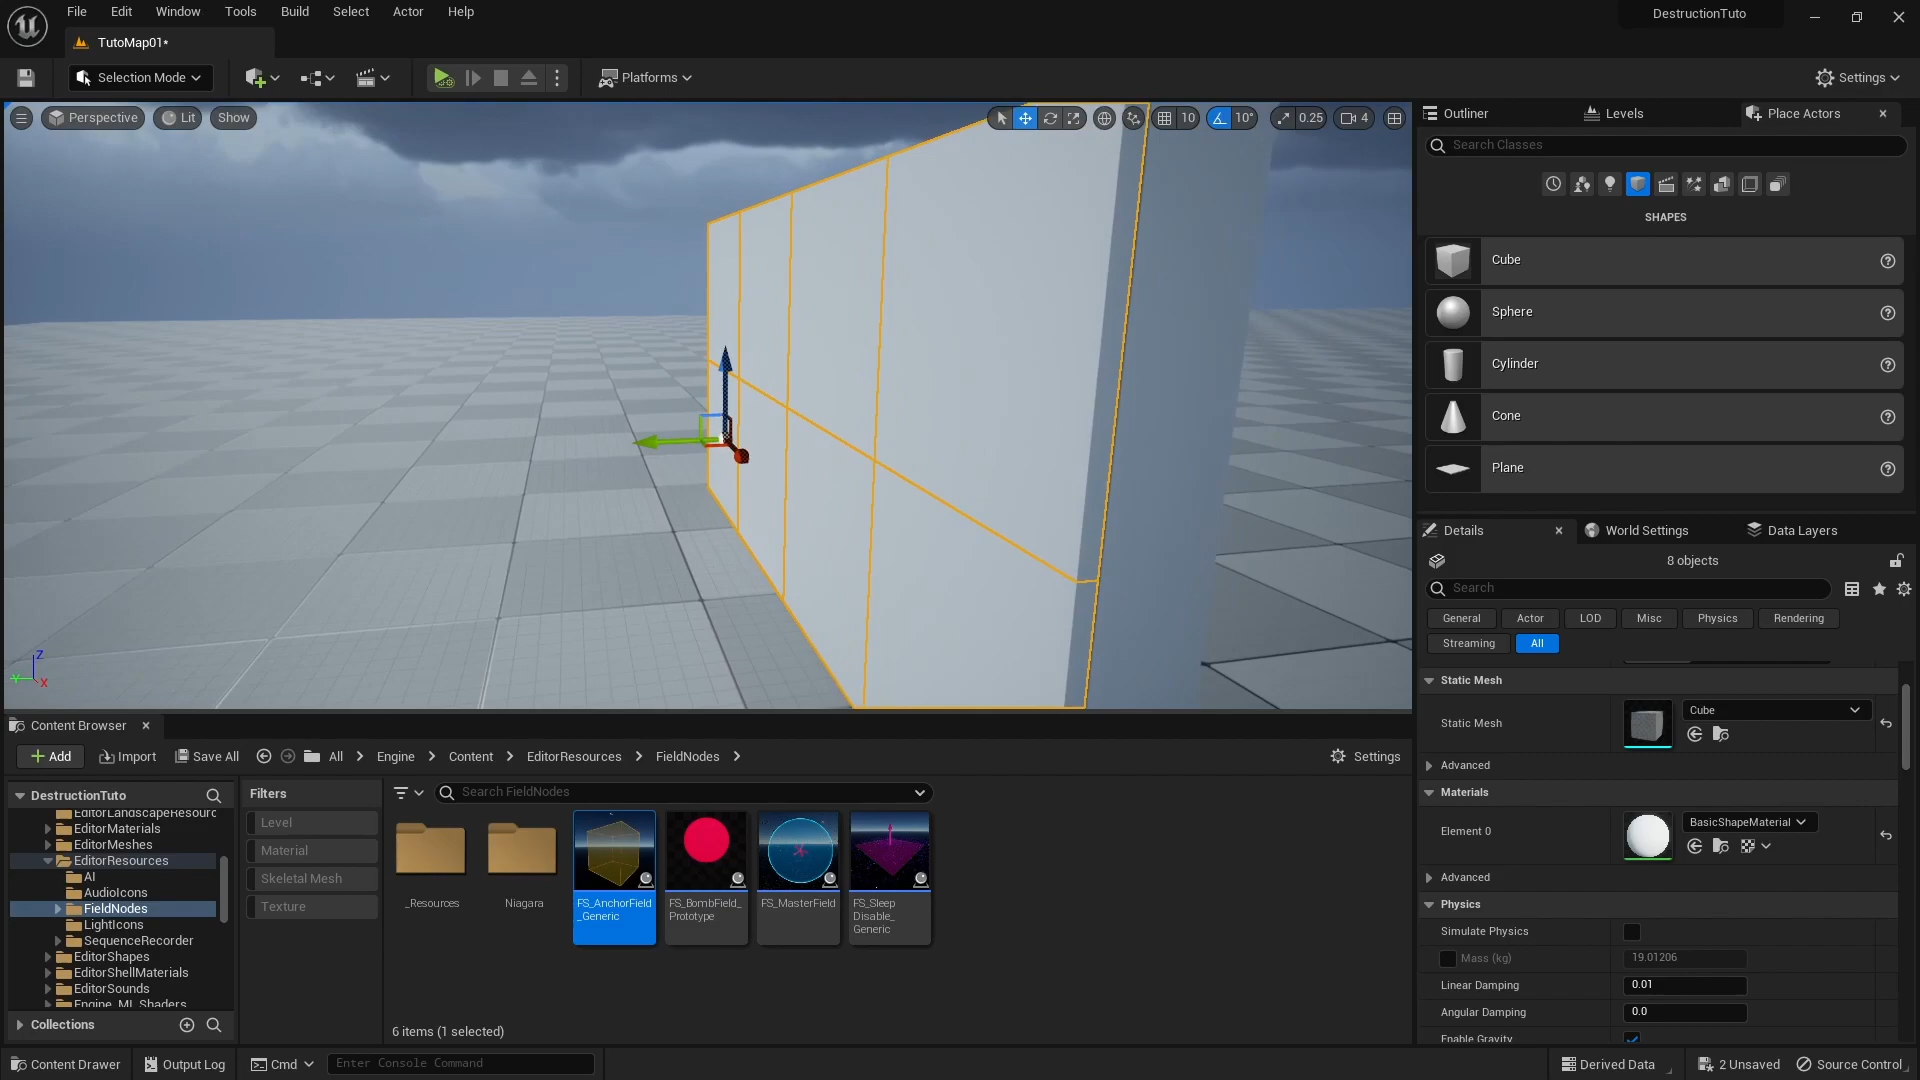 File Edit Window Tools Build Select Actor Help
DestructionTuto
TutoMap01*
Selection Mode
Platforms
Settings
Perspective Lit Show
10 10° 0.25 4
Outliner Levels Place Actors
Search Classes
SHAPES
Cube
Sphere
Cylinder
Cone
Plane
Details World Settings Data Layers
8 objects
Search
General Actor LOD Misc Physics Rendering
Streaming All
Static Mesh
Static Mesh Cube
Advanced
Materials
Element 0 BasicShapeMaterial
Advanced
Physics
Simulate Physics
Mass (kg) 19.01206
Linear Damping 0.01
Angular Damping 0.0
Enable Gravity
Z
Y X
Content Browser
Add Import Save All All Engine Content EditorResources FieldNodes Settings
DestructionTuto
EditorLandscapeResourc
EditorMaterials
EditorMeshes
EditorResources
AI
AudioIcons
FieldNodes
LightIcons
SequenceRecorder
EditorShapes
EditorShellMaterials
EditorSounds
Engine_MI_Shaders
Collections
Filters
Level
Material
Skeletal Mesh
Texture
Search FieldNodes
_Resources
Niagara
FS_AnchorField
_Generic
FS_BombField_
Prototype
FS_MasterField
FS_Sleep
Disable_
Generic
6 items (1 selected)
Content Drawer Output Log Cmd Enter Console Command Derived Data 2 Unsaved Source Control